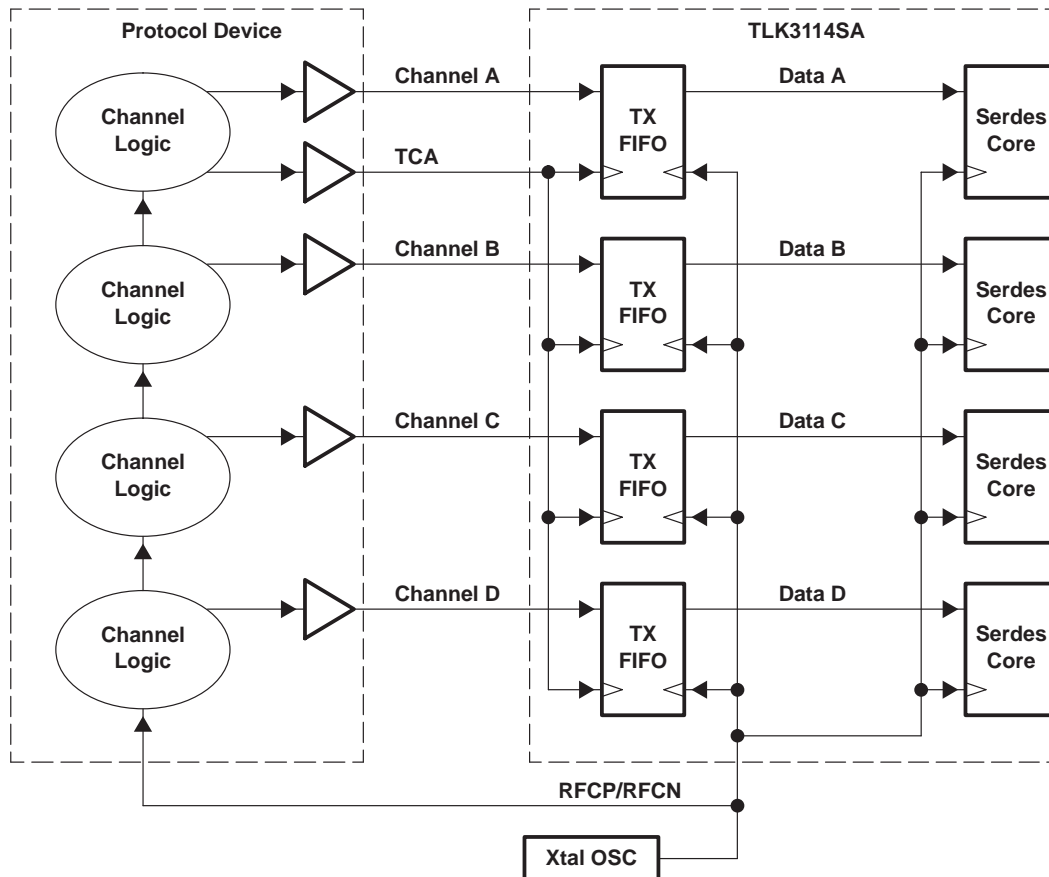 Protocol Device
TLK3114SA
Channel A
Data A
Channel
Logic
TX
FIFO
Serdes
Core
TCA
Channel B
Data B
Channel
Logic
TX
FIFO
Serdes
Core
Channel C
Data C
Channel
Logic
TX
FIFO
Serdes
Core
Channel D
Data D
Channel
Logic
TX
FIFO
Serdes
Core
RFCP/RFCN
Xtal OSC